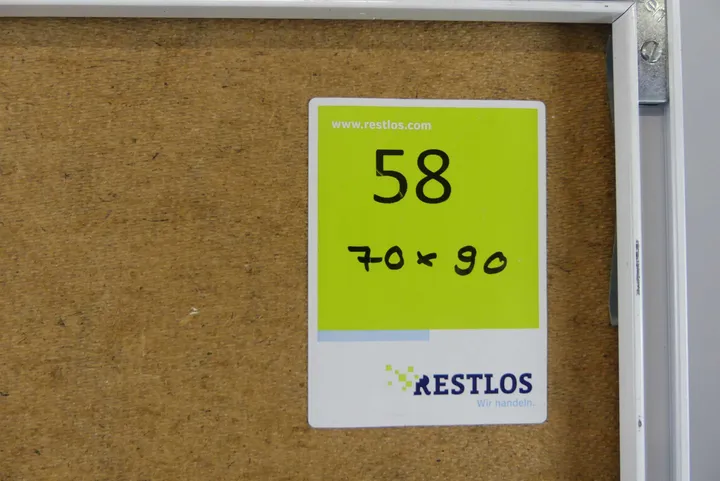 www.restlos.com
58
70 x 90
RESTLOS
Wir handeln.